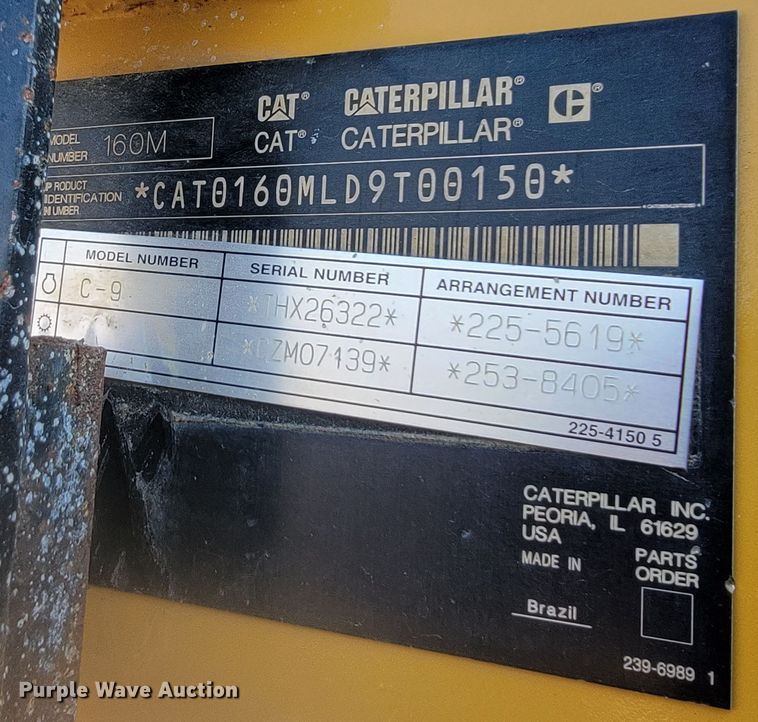 CAT® CATERPILLAR®
CAT® CATERPILLAR®
MODEL
NUMBER 160M
PRODUCT
IDENTIFICATION
NUMBER
*CAT0160MLD9T00150*
MODEL NUMBER SERIAL NUMBER ARRANGEMENT NUMBER
C-9 *THX26322* *225-5619*
*DZM07139* *253-8405*
225-4150 5
CATERPILLAR INC.
PEORIA, IL 61629
USA
MADE IN
PARTS
ORDER
Brazil
239-6989 1
Purple Wave Auction